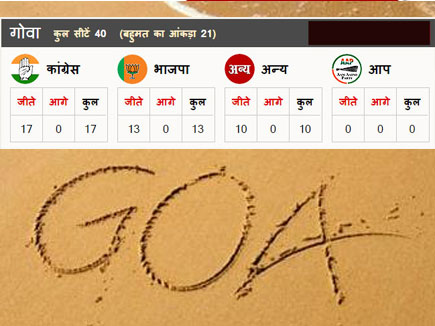 गोवा कुल सीटें 40 (बहुमत का आंकड़ा 21)
कांग्रेस भाजपा अव्य अन्य AAP Aam Aadmi Party आप
जीते आगे कुल जीते आगे कुल जीते आगे कुल जीते आगे कुल
17 0 17 13 0 13 10 0 10 0 0 0
GOA